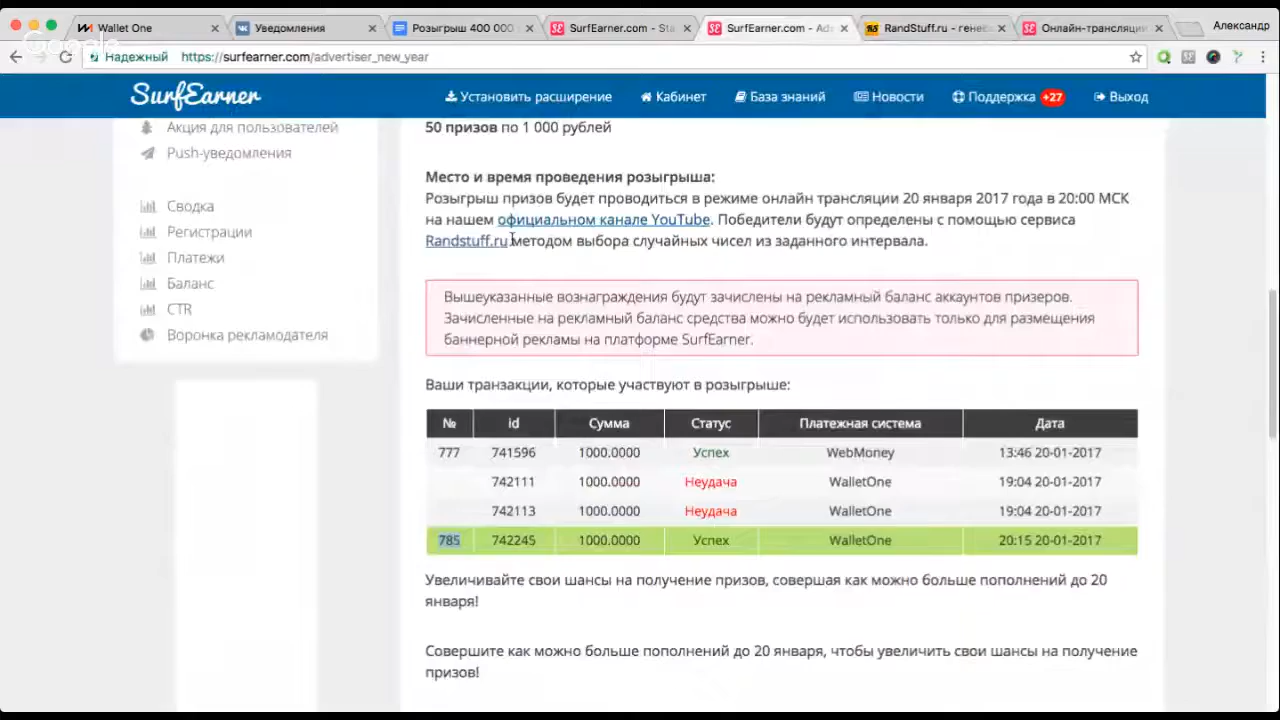 Wallet One
Уведомления
Розыгрыш 400 000
SurfEarner.com - Sta
SurfEarner.com - Adv
RandStuff.ru - генера
Онлайн-трансляци
Александр
Google
Надежный
https://surfearner.com/advertiser_new_year
SurfEarner
Установить расширение
Кабинет
База знаний
Новости
Поддержка +27
Выход
Акция для пользователей
Push-уведомления
Сводка
Регистрации
Платежи
Баланс
CTR
Воронка рекламодателя
50 призов по 1 000 рублей
Место и время проведения розыгрыша:
Розыгрыш призов будет проводиться в режиме онлайн трансляции 20 января 2017 года в 20:00 МСК
на нашем официальном канале YouTube. Победители будут определены с помощью сервиса
Randstuff.ru методом выбора случайных чисел из заданного интервала.
Вышеуказанные вознаграждения будут зачислены на рекламный баланс аккаунтов призеров.
Зачисленные на рекламный баланс средства можно будет использовать только для размещения
баннерной рекламы на платформе SurfEarner.
Ваши транзакции, которые участвуют в розыгрыше:
№ id Сумма Статус Платежная система Дата
777 741596 1000.0000 Успех WebMoney 13:46 20-01-2017
742111 1000.0000 Неудача WalletOne 19:04 20-01-2017
742113 1000.0000 Неудача WalletOne 19:04 20-01-2017
785 742245 1000.0000 Успех WalletOne 20:15 20-01-2017
Увеличивайте свои шансы на получение призов, совершая как можно больше пополнений до 20
января!
Совершите как можно больше пополнений до 20 января, чтобы увеличить свои шансы на получение
призов!